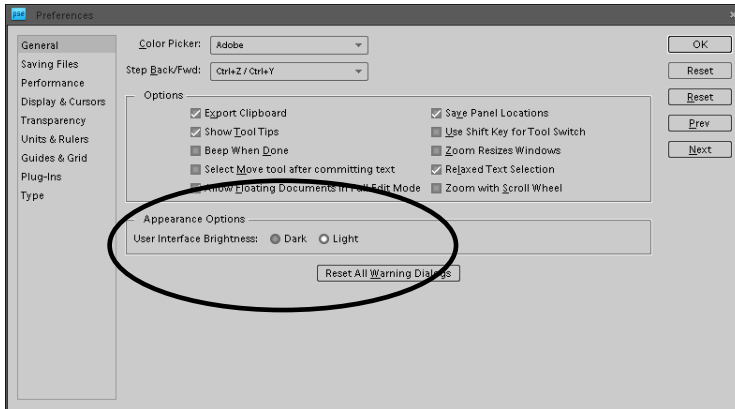 pse Preferences
General
Saving Files
Performance
Display & Cursors
Transparency
Units & Rulers
Guides & Grid
Plug-Ins
Type
Color Picker: Adobe
Step Back/Fwd: Ctrl+Z / Ctrl+Y
Options
Export Clipboard
Show Tool Tips
Beep When Done
Select Move tool after committing text
Allow Floating Documents in Full Edit Mode
Save Panel Locations
Use Shift Key for Tool Switch
Zoom Resizes Windows
Relaxed Text Selection
Zoom with Scroll Wheel
Appearance Options
User Interface Brightness: Dark Light
Reset All Warning Dialogs
OK
Reset
Reset
Prev
Next